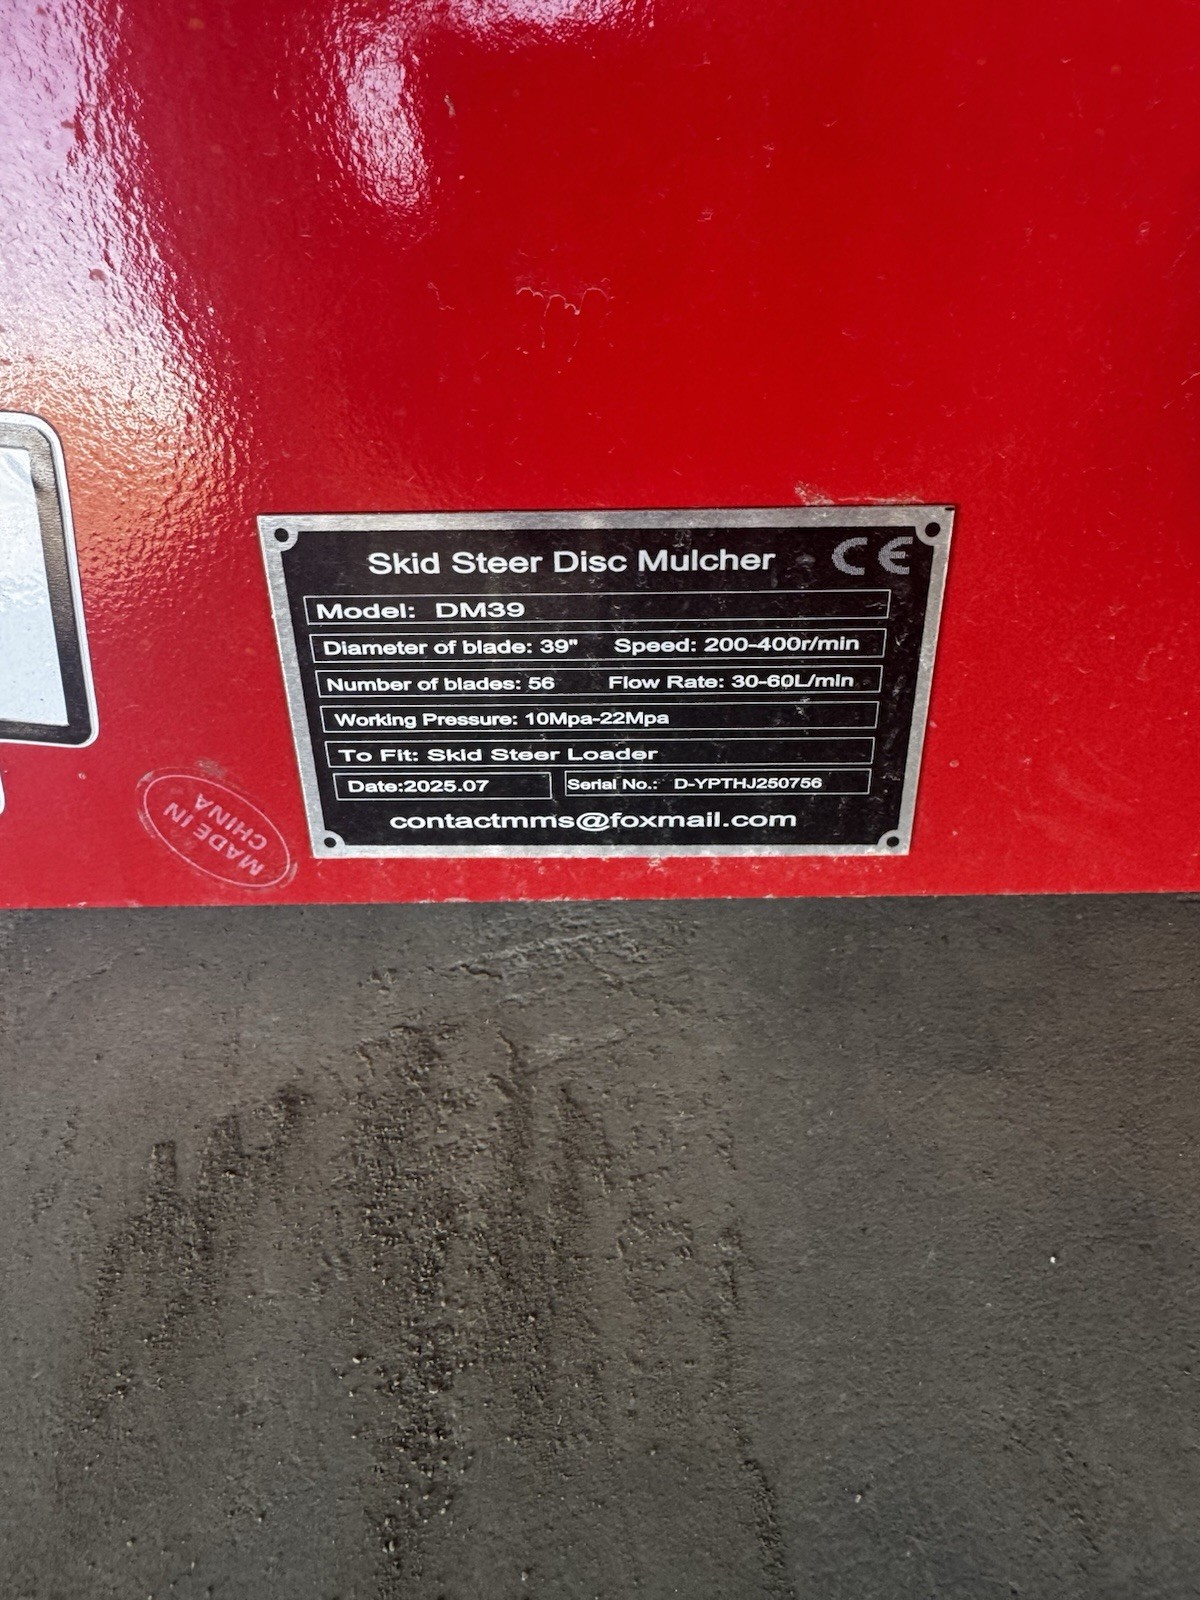 Skid Steer Disc Mulcher CE
Model: DM39
Diameter of blade: 39" Speed: 200-400r/min
Number of blades: 56 Flow Rate: 30-60L/min
Working Pressure: 10Mpa-22Mpa
To Fit: Skid Steer Loader
Date:2025.07 Serial No.: D-YPTHJ250756
contactmms@foxmail.com
MADE IN
CHINA